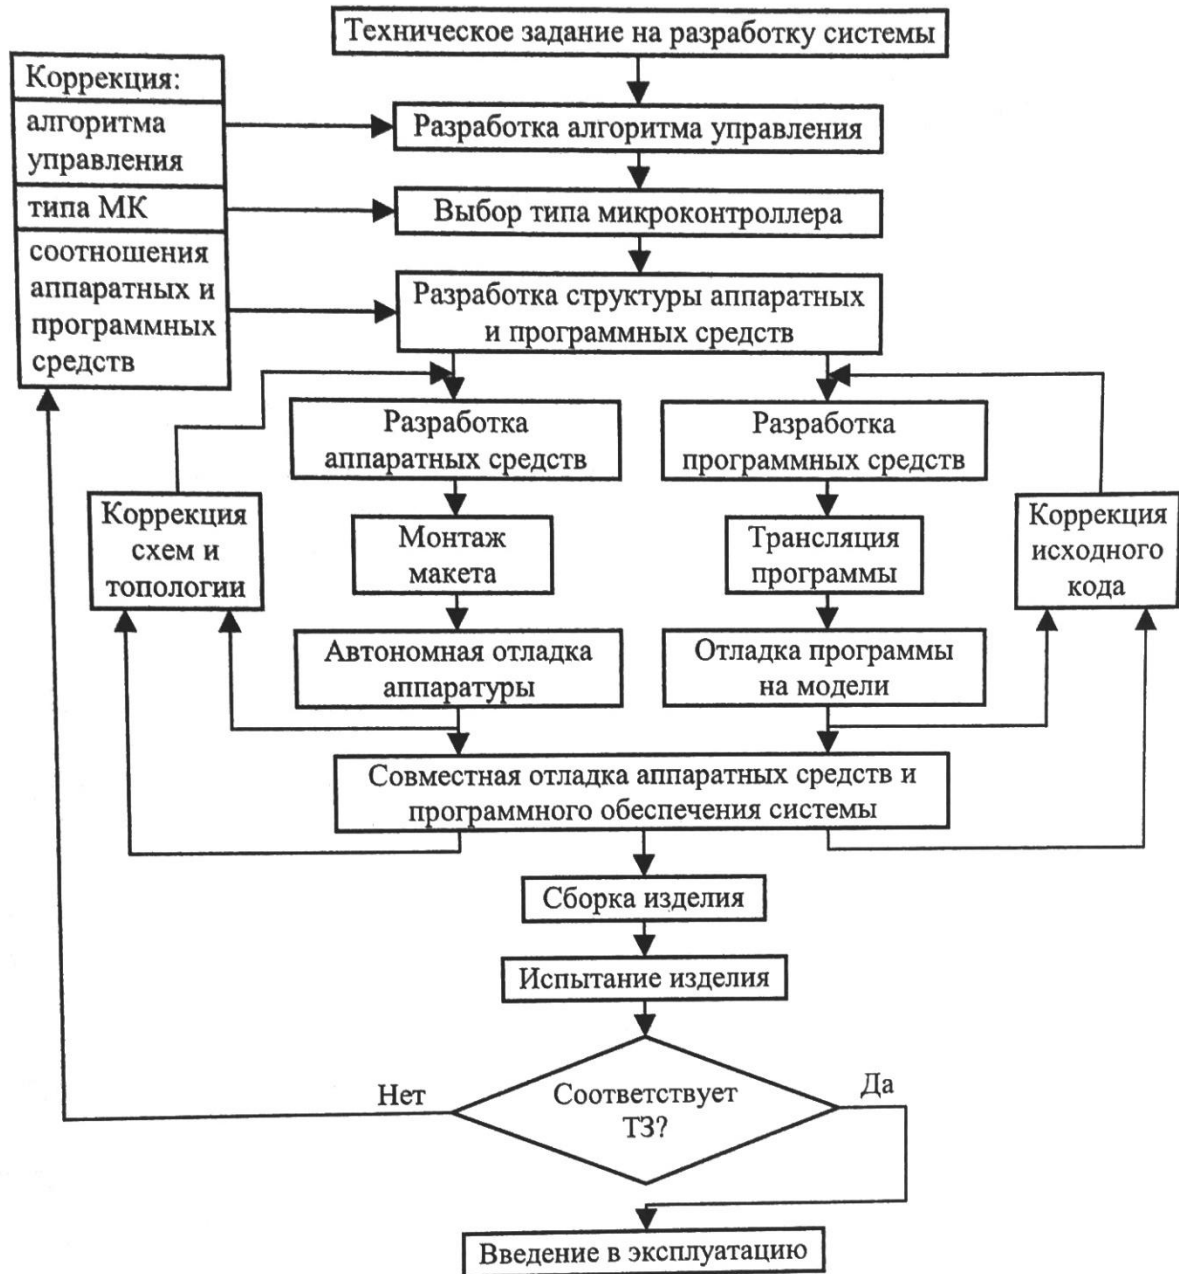 Техническое задание на разработку системы
Коррекция:
алгоритма
управления
типа МК
соотношения
аппаратных и
программных
средств
Разработка алгоритма управления
Выбор типа микроконтроллера
Разработка структуры аппаратных
и программных средств
Разработка
аппаратных средств
Разработка
программных средств
Коррекция
схем и
топологии
Монтаж
макета
Трансляция
программы
Коррекция
исходного
кода
Автономная отладка
аппаратуры
Отладка программы
на модели
Совместная отладка аппаратных средств и
программного обеспечения системы
Сборка изделия
Испытание изделия
Нет
Соответствует
ТЗ?
Да
Введение в эксплуатацию